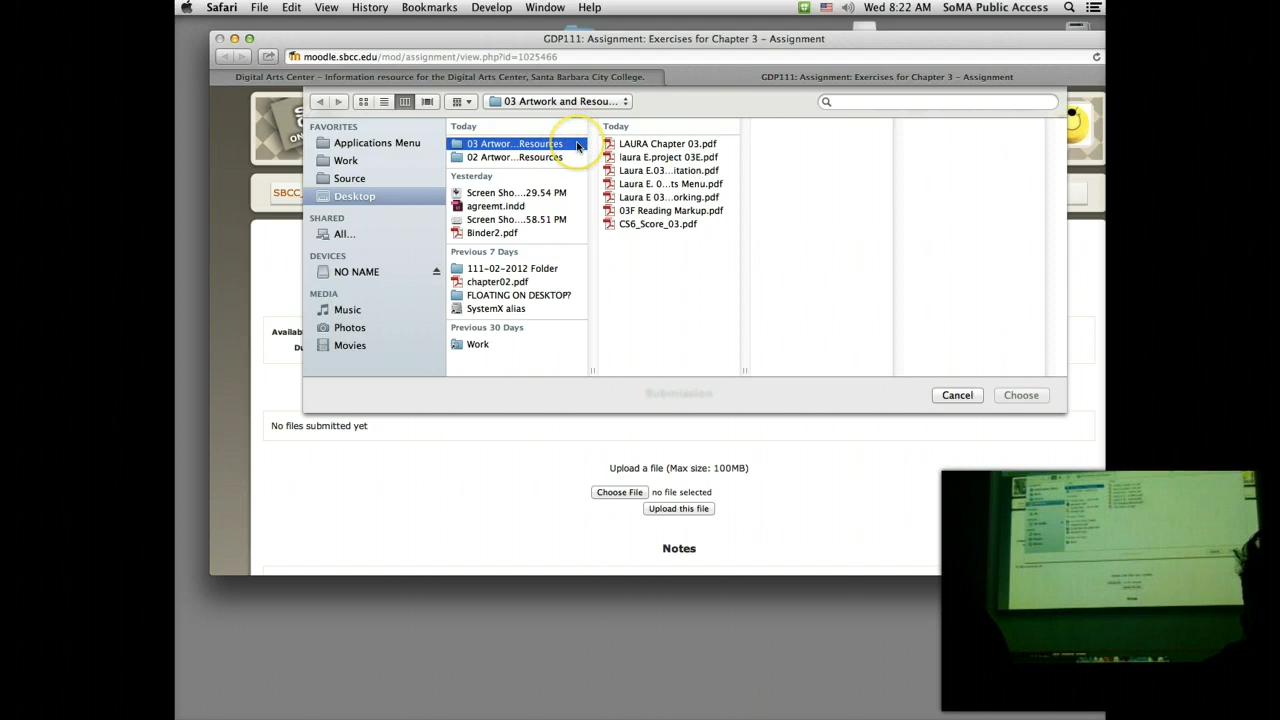 Safari File Edit View History Bookmarks Develop Window Help Wed 8:22 AM SoMA Public Access
GDP111: Assignment: Exercises for Chapter 3 – Assignment
moodle.sbcc.edu/mod/assignment/view.php?id=1025466
Digital Arts Center – Information resource for the Digital Arts Center, Santa Barbara City College.
GDP111: Assignment: Exercises for Chapter 3 – Assignment
03 Artwork and Resou...
FAVORITES
Applications Menu
Work
Source
Desktop
SHARED
All...
DEVICES
NO NAME
MEDIA
Music
Photos
Movies
Today
03 Artwor...Resources
02 Artwor...Resources
Yesterday
Screen Sho....29.54 PM
agreemt.indd
Screen Sho....58.51 PM
Binder2.pdf
Previous 7 Days
111-02-2012 Folder
chapter02.pdf
FLOATING ON DESKTOP?
SystemX alias
Previous 30 Days
Work
Today
LAURA Chapter 03.pdf
laura E.project 03E.pdf
Laura E.03...itation.pdf
Laura E. 0...ts Menu.pdf
Laura E 03...orking.pdf
03F Reading Markup.pdf
CS6_Score_03.pdf
Submission
Cancel
Choose
ON
SBCC
Availab
Du
No files submitted yet
Upload a file (Max size: 100MB)
Choose File no file selected
Upload this file
Notes